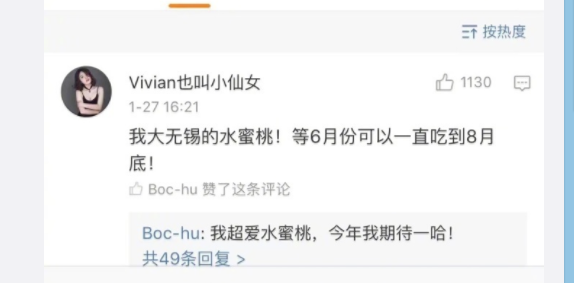 按热度
Vivian也叫小仙女
1130
1-27 16:21
我大无锡的水蜜桃！等6月份可以一直吃到8月
底！
Boc-hu 赞了这条评论
Boc-hu: 我超爱水蜜桃，今年我期待一哈！
共49条回复 >